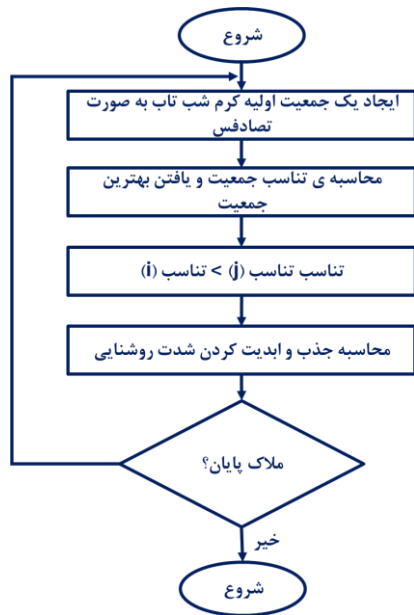 شروع
ایجاد یک جمعیت اولیه کرم شب تاب به صورت
تصادفس
محاسبه ی تناسب جمعیت و یافتن بهترین
جمعیت
تناسب تناسب (j) > تناسب (i)
محاسبه جذب و ابدیت کردن شدت روشنایی
ملاک پایان؟
خیر
شروع